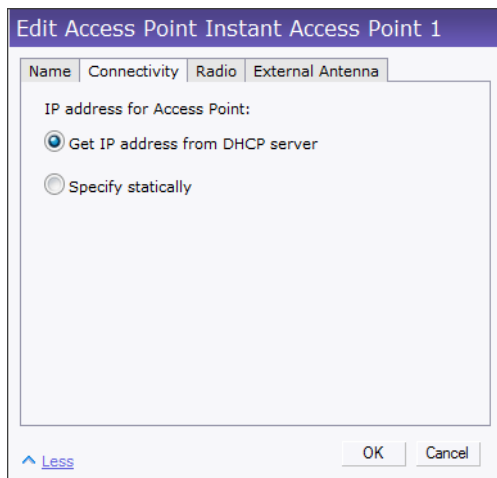 Edit Access Point Instant Access Point 1
Name Connectivity Radio External Antenna
IP address for Access Point:
Get IP address from DHCP server
Specify statically
Less OK Cancel